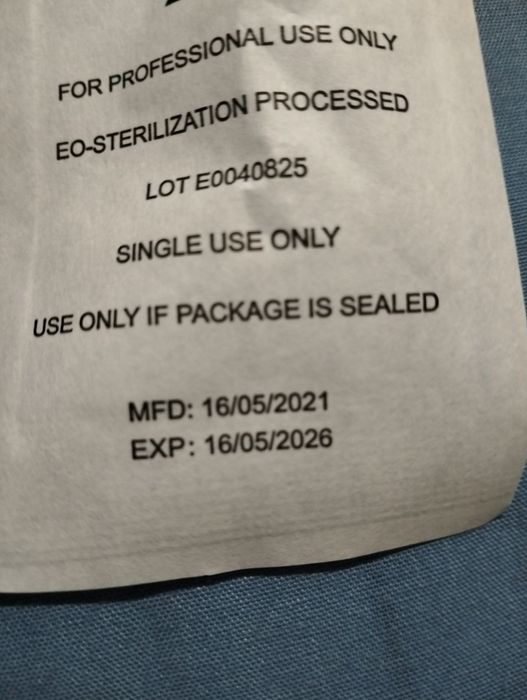 FOR PROFESSIONAL USE ONLY
EO-STERILIZATION PROCESSED
LOT E0040825
SINGLE USE ONLY
USE ONLY IF PACKAGE IS SEALED
MFD: 16/05/2021
EXP: 16/05/2026